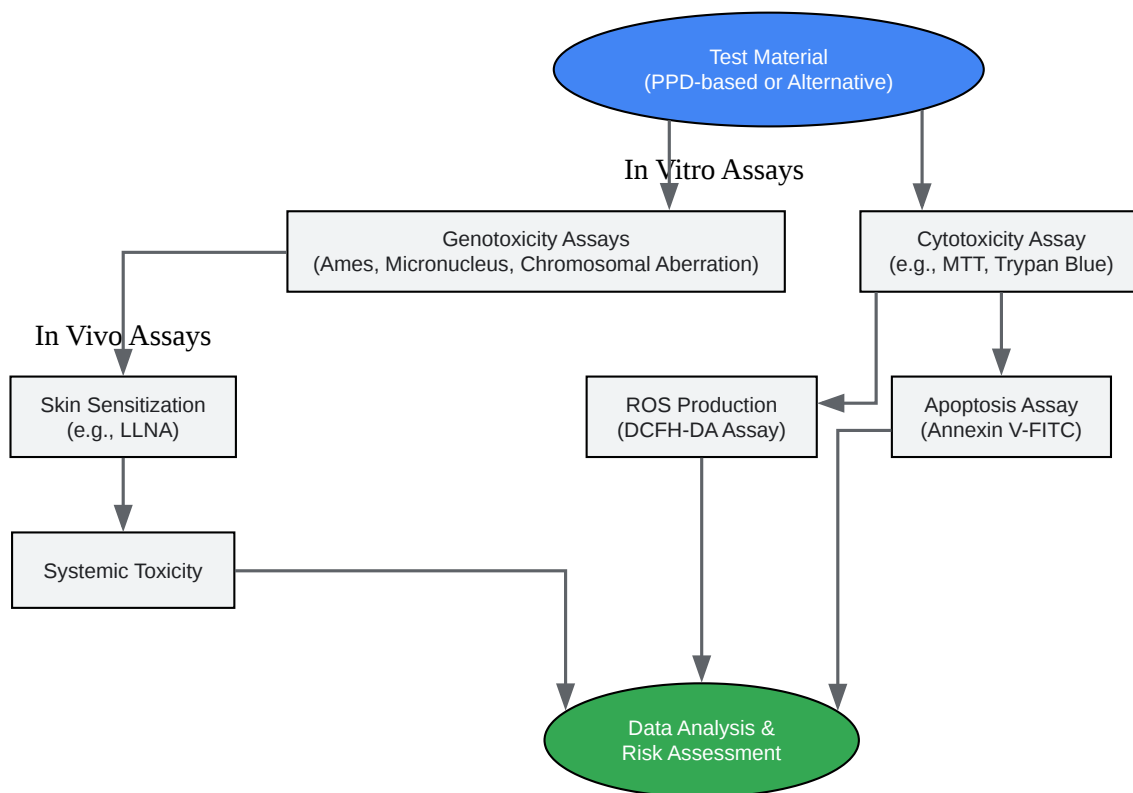 Test Material
(PPD-based or Alternative)
In Vitro Assays
Genotoxicity Assays
(Ames, Micronucleus, Chromosomal Aberration)
Cytotoxicity Assay
(e.g., MTT, Trypan Blue)
In Vivo Assays
Skin Sensitization
(e.g., LLNA)
ROS Production
(DCFH-DA Assay)
Apoptosis Assay
(Annexin V-FITC)
Systemic Toxicity
Data Analysis &
Risk Assessment